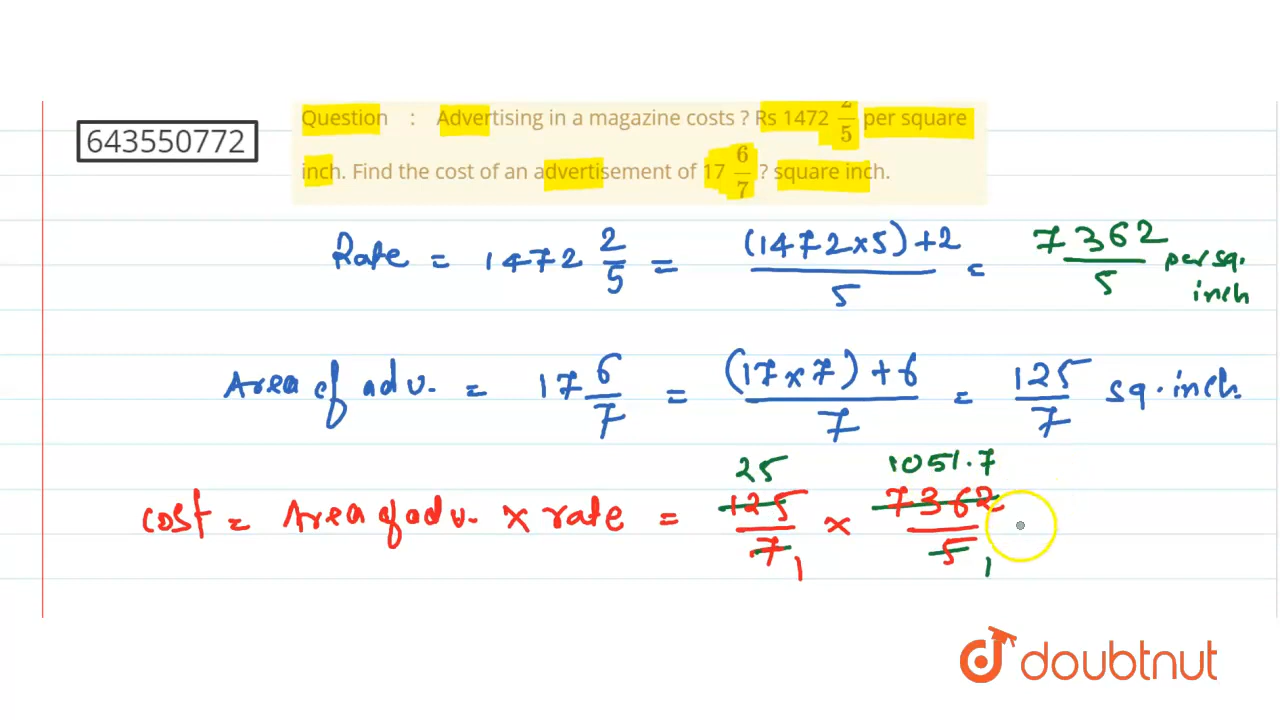 643550772
Question : Advertising in a magazine costs ? Rs 1472 2/5 per square
inch. Find the cost of an advertisement of 17 6/7 ? square inch.
Rate = 1472 2/5 = (1472×5)+2/5 = 7362/5 per sq. inch
Area of adv. = 17 6/7 = (17×7)+6/7 = 125/7 sq. inch.
25 1051.7
cost = Area of adv. × rate = 125/7 × 7362/5
1 1
doubtnut